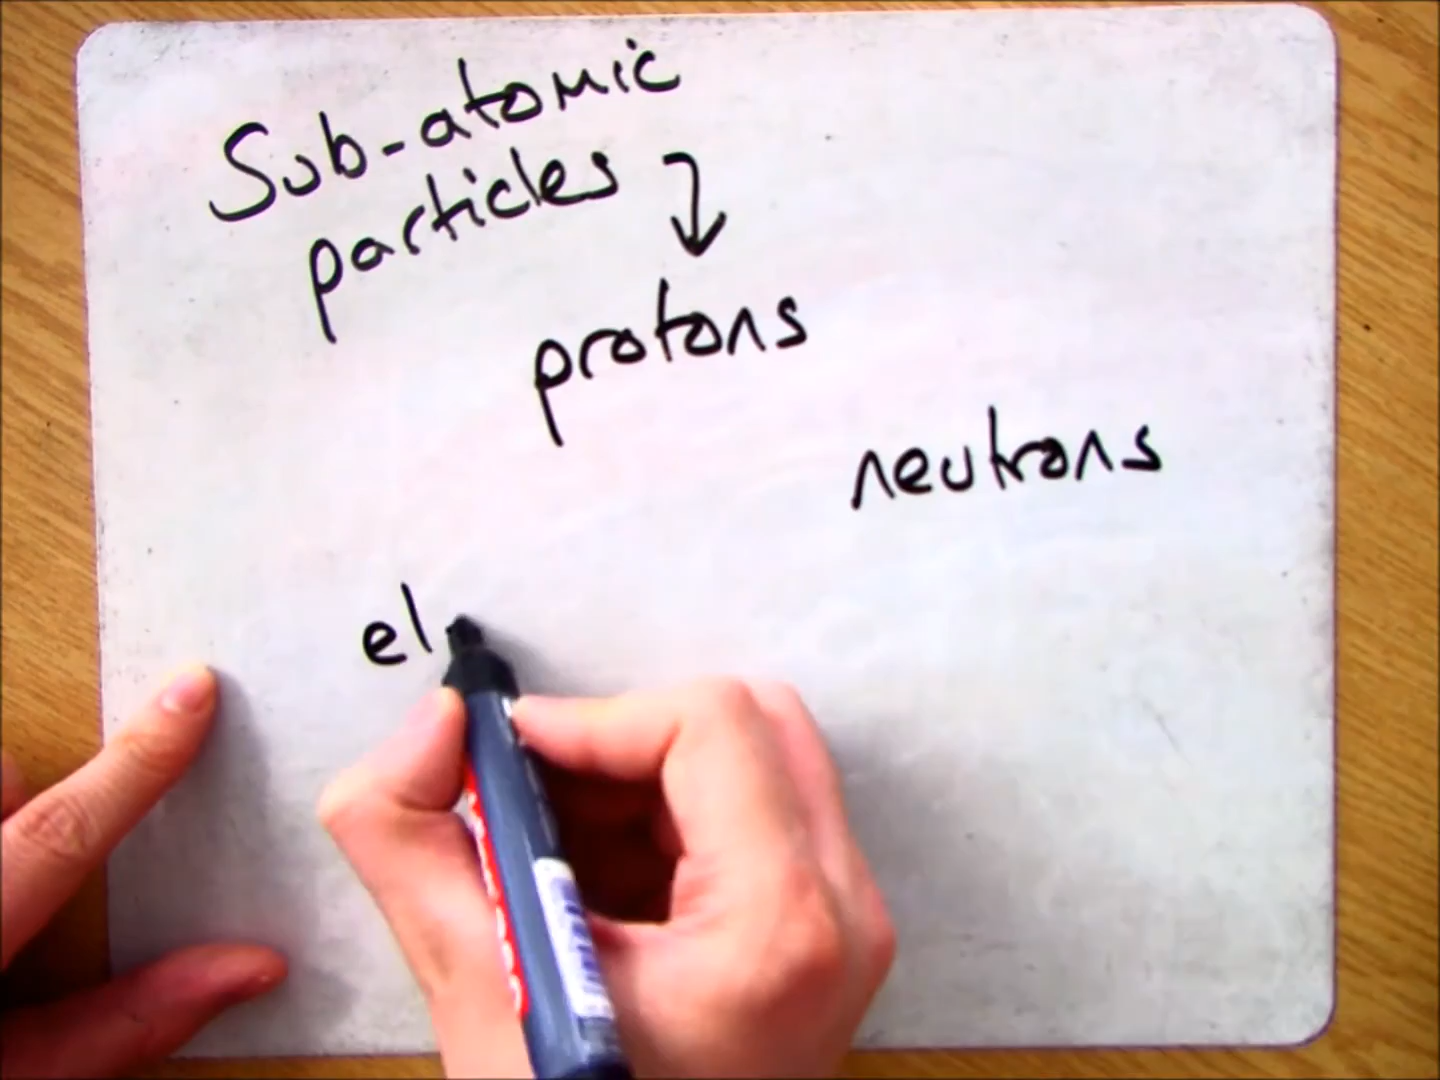 Sub-atomic
particles
protons
neutrons
el